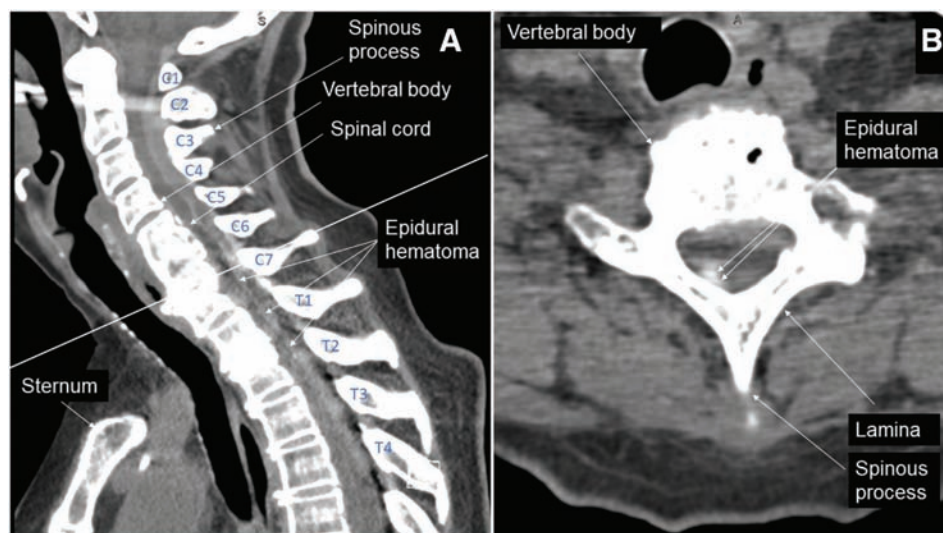 S
A
Spinous
process
Vertebral body
Spinal cord
C1
C2
C3
C4
C5
C6
C7
Epidural
hematoma
T1
T2
T3
T4
Sternum
A
B
Vertebral
body
Epidural
hematoma
Lamina
Spinous
process